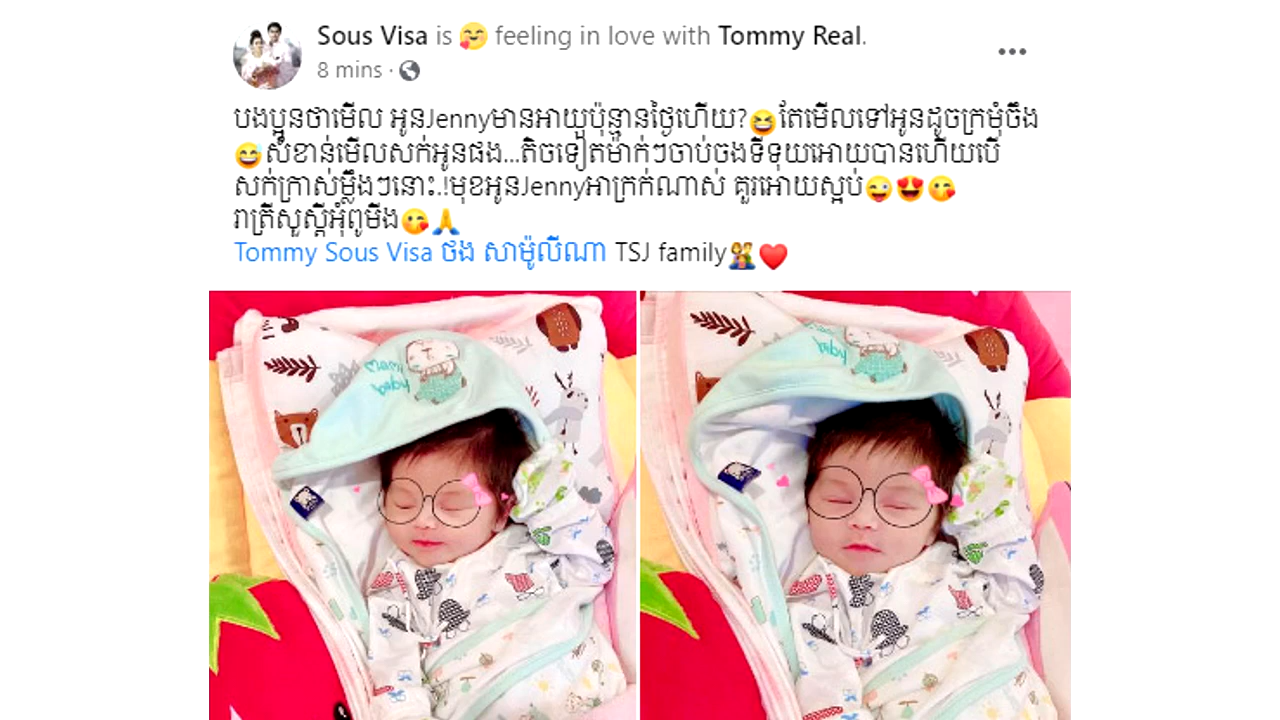 Sous Visa is 🥰 feeling in love with Tommy Real.
8 mins ·
បងប្អូនថាមើល អូនJennyមានអាយុប៉ុន្មានថ្ងៃហើយ?😆តែមើលទៅអូនដូចក្រមុំចឹង
😅សំខាន់មើលសក់អូនផង...តិចទៀតម៉ាក់ៗចាប់ចងទីទុយអោយបានហើយបើ
សក់ក្រាស់ម្លឹងៗនោះ.!មុខអូនJennyអាក្រក់ណាស់ គួរអោយស្អប់😜😍😘
រាត្រីសួស្តីអ៊ុំពូមីង😘🙏
Tommy Sous Visa ថង សាម៉ូលីណា TSJ family👨‍👩‍👧‍👦❤️
baby
baby